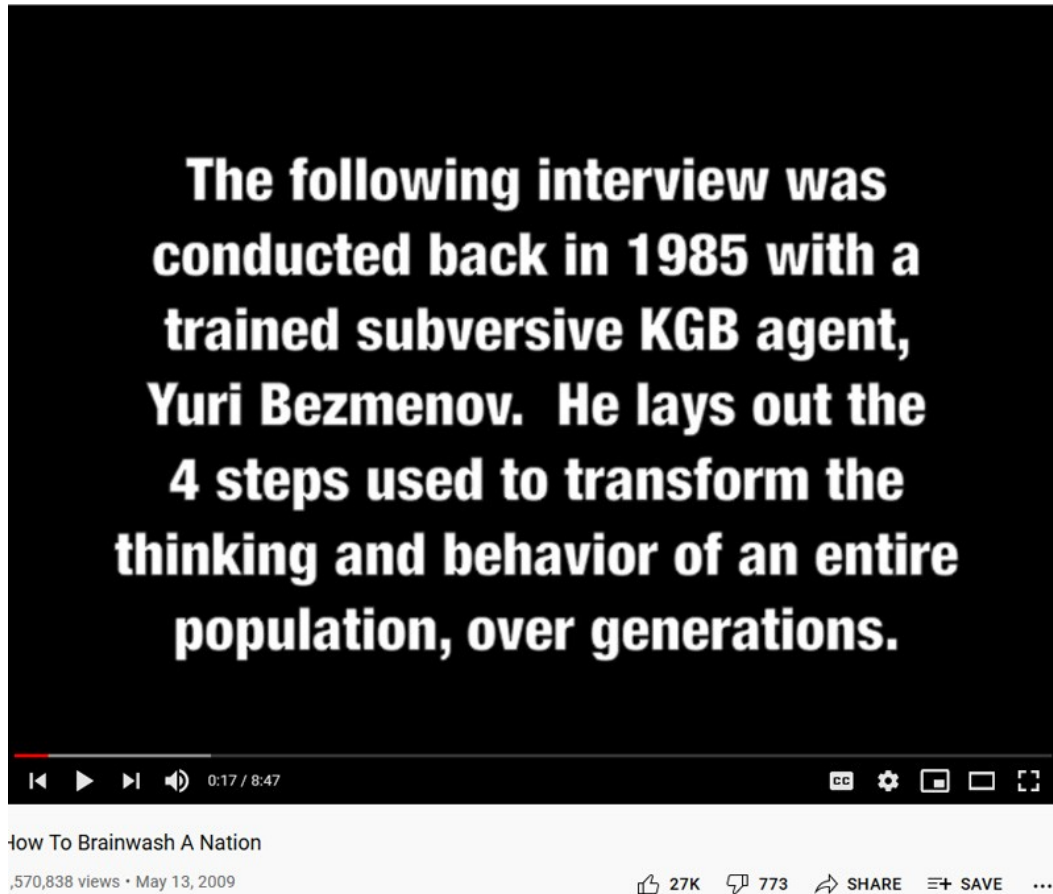 The following interview was
conducted back in 1985 with a
trained subversive KGB agent,
Yuri Bezmenov.  He lays out the
4 steps used to transform the
thinking and behavior of an entire
population, over generations.
0:17 / 8:47
CC
How To Brainwash A Nation
,570,838 views • May 13, 2009
27K 773 SHARE SAVE